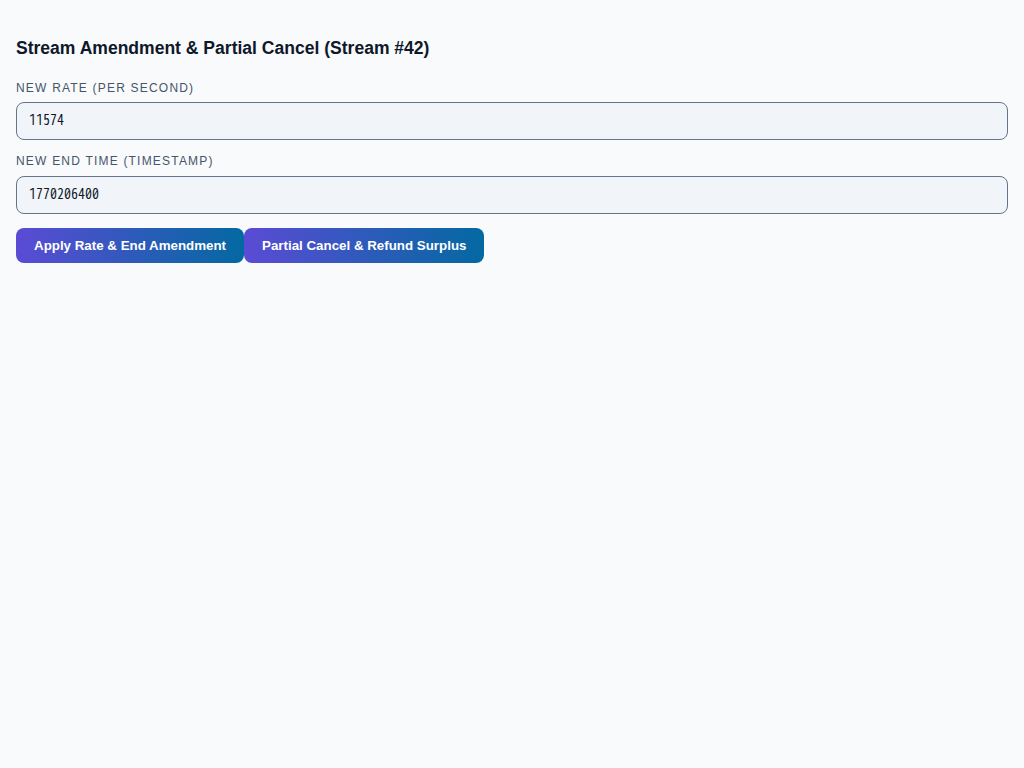 Stream Amendment & Partial Cancel (Stream #42)
NEW RATE (PER SECOND)
11574
NEW END TIME (TIMESTAMP)
1770206400
Apply Rate & End Amendment
Partial Cancel & Refund Surplus